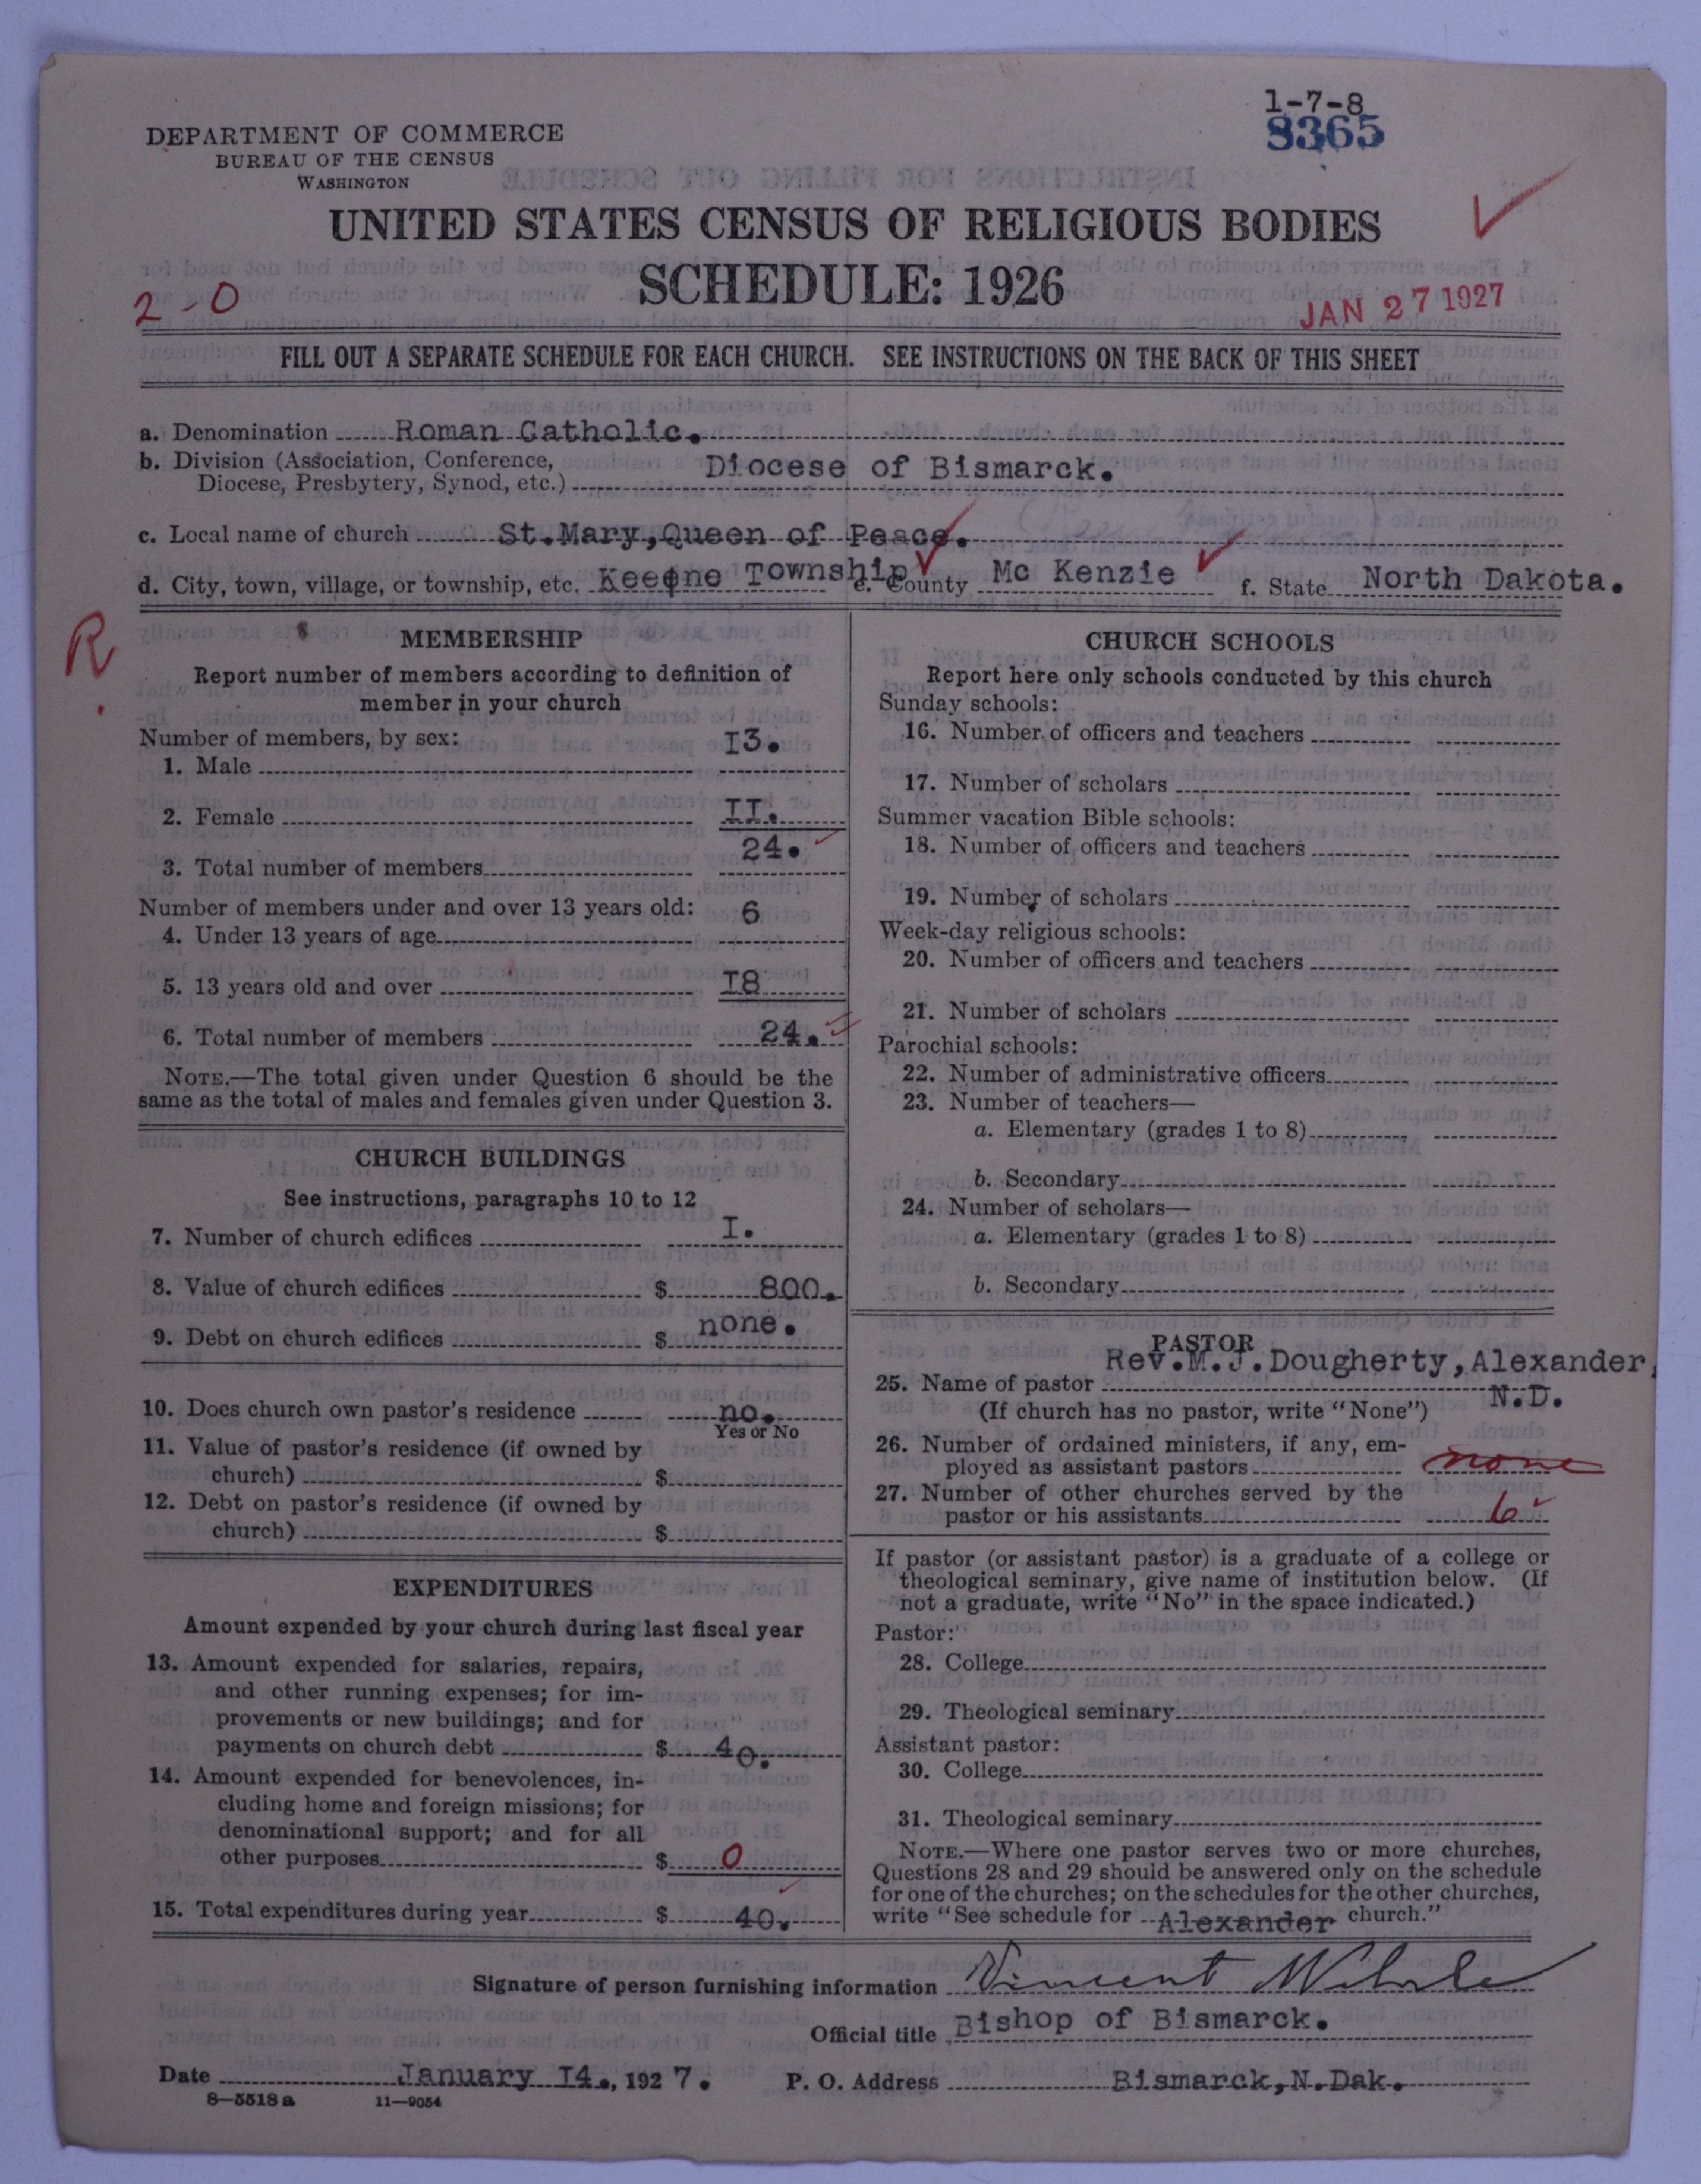 1-7-8
8365
DEPARTMENT OF COMMERCE
BUREAU OF THE CENSUS
WASHINGTON
UNITED STATES CENSUS OF RELIGIOUS BODIES
SCHEDULE: 1926
2-0
JAN 27 1927
FILL OUT A SEPARATE SCHEDULE FOR EACH CHURCH. SEE INSTRUCTIONS ON THE BACK OF THIS SHEET
a. Denomination Roman Catholic.
b. Division (Association, Conference,
Diocese, Presbytery, Synod, etc.) Diocese of Bismarck.
c. Local name of church St.Mary,Queen of Peace.
d. City, town, village, or township, etc. Keene Township e. County Mc Kenzie f. State North Dakota.
R.
MEMBERSHIP
Report number of members according to definition of
member in your church
Number of members, by sex:
1. Male I3.
2. Female II.
3. Total number of members 24.
Number of members under and over 13 years old:
4. Under 13 years of age 6
5. 13 years old and over I8
6. Total number of members 24.
NOTE.—The total given under Question 6 should be the
same as the total of males and females given under Question 3.
CHURCH BUILDINGS
See instructions, paragraphs 10 to 12
7. Number of church edifices I.
8. Value of church edifices $ 800.
9. Debt on church edifices $ none.
10. Does church own pastor's residence no.
Yes or No
11. Value of pastor's residence (if owned by
church) $
12. Debt on pastor's residence (if owned by
church) $
EXPENDITURES
Amount expended by your church during last fiscal year
13. Amount expended for salaries, repairs,
and other running expenses; for im-
provements or new buildings; and for
payments on church debt $ 40.
14. Amount expended for benevolences, in-
cluding home and foreign missions; for
denominational support; and for all
other purposes $ 0
15. Total expenditures during year $ 40.
CHURCH SCHOOLS
Report here only schools conducted by this church
Sunday schools:
16. Number of officers and teachers
17. Number of scholars
Summer vacation Bible schools:
18. Number of officers and teachers
19. Number of scholars
Week-day religious schools:
20. Number of officers and teachers
21. Number of scholars
Parochial schools:
22. Number of administrative officers
23. Number of teachers—
a. Elementary (grades 1 to 8)
b. Secondary
24. Number of scholars—
a. Elementary (grades 1 to 8)
b. Secondary
PASTOR
25. Name of pastor Rev.M.J.Dougherty,Alexander,
N.D.
(If church has no pastor, write "None")
26. Number of ordained ministers, if any, em-
ployed as assistant pastors none
27. Number of other churches served by the
pastor or his assistants 6
If pastor (or assistant pastor) is a graduate of a college or
theological seminary, give name of institution below. (If
not a graduate, write "No" in the space indicated.)
Pastor:
28. College
29. Theological seminary
Assistant pastor:
30. College
31. Theological seminary
NOTE.—Where one pastor serves two or more churches,
Questions 28 and 29 should be answered only on the schedule
for one of the churches; on the schedules for the other churches,
write "See schedule for Alexander church."
Signature of person furnishing information Vincent Wehrle
Official title Bishop of Bismarck.
Date January I4., 1927. P. O. Address Bismarck,N.Dak.
8—5518 a 11—9054